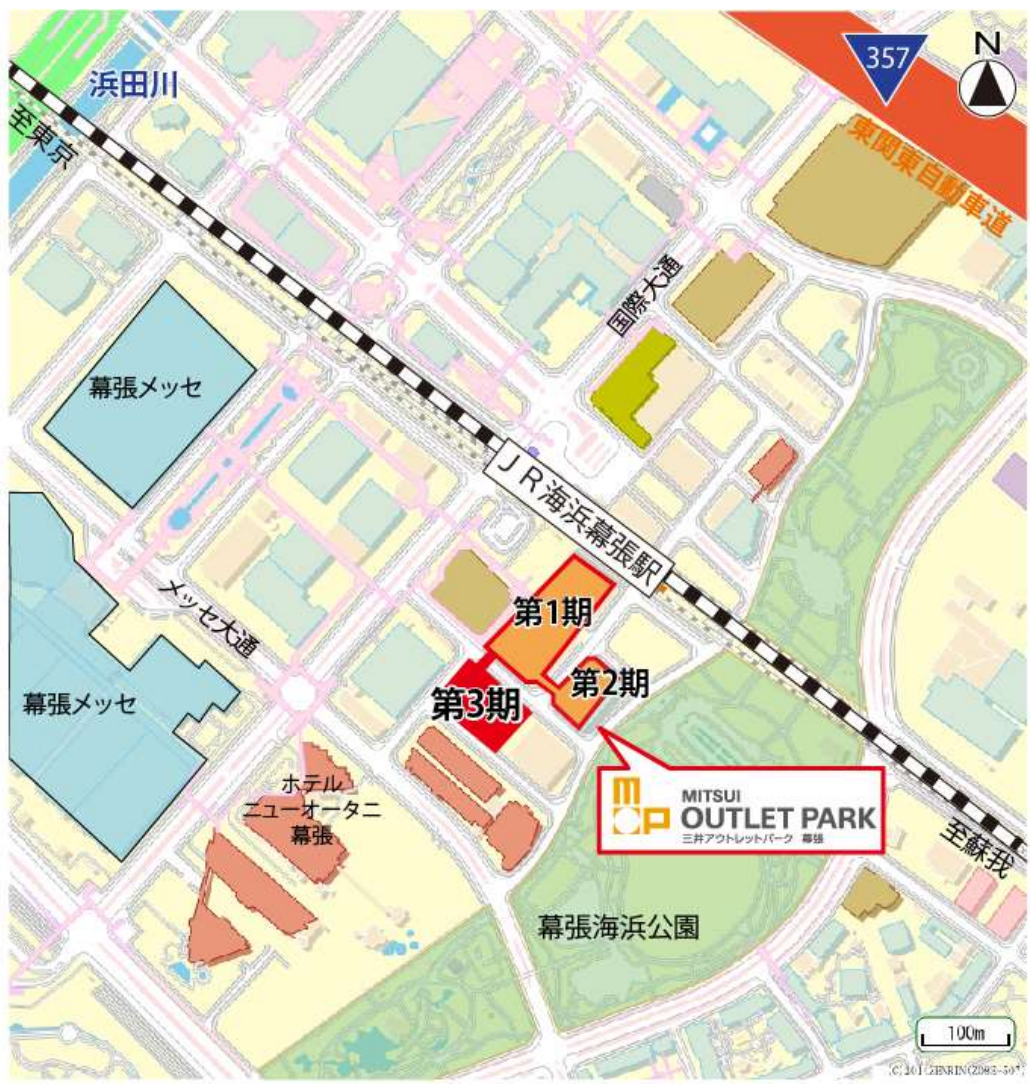 357
N
浜田川
至東京
東関東自動車道
国際大通
幕張メッセ
JR海浜幕張駅
メッセ大通
第1期
第2期
第3期
幕張メッセ
ホテル
ニューオータニ
幕張
MITSUI
OUTLET PARK
三井アウトレットパーク 幕張
至蘇我
幕張海浜公園
100m